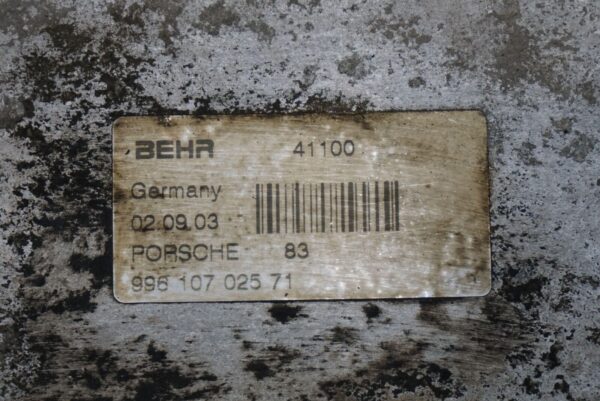 BEHR 41100
Germany
02.09.03
PORSCHE 83
996 107 025 71